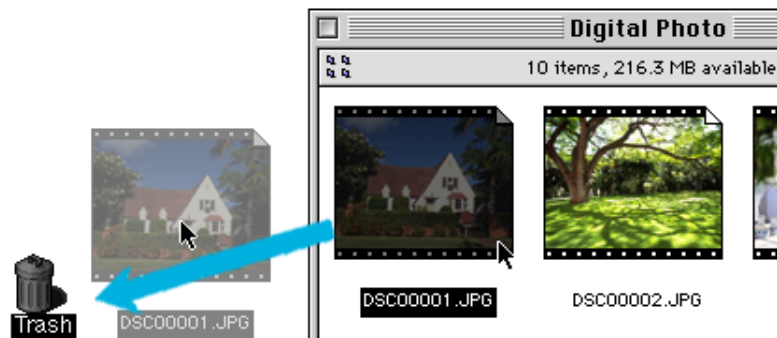 Digital Photo
10 items, 216.3 MB available
DSC00001.JPG
DSC00002.JPG
Trash
DSC00001.JPG